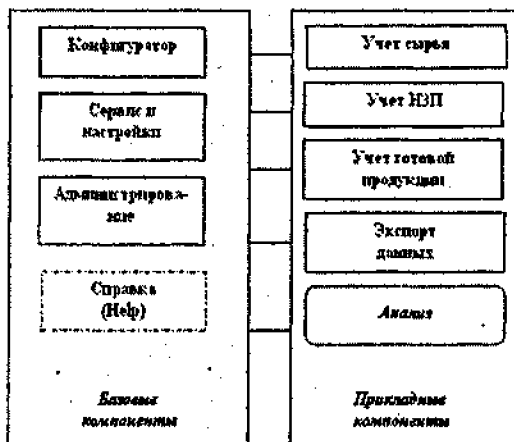 Конфигуратор
Сервис и
настройки
Администрирова-
ние
Справка
(Help)
Базовые
компоненты
Учет сырья
Учет НЗП
Учет готовой
продукции
Экспорт
данных
Анализ
Прикладные
компоненты